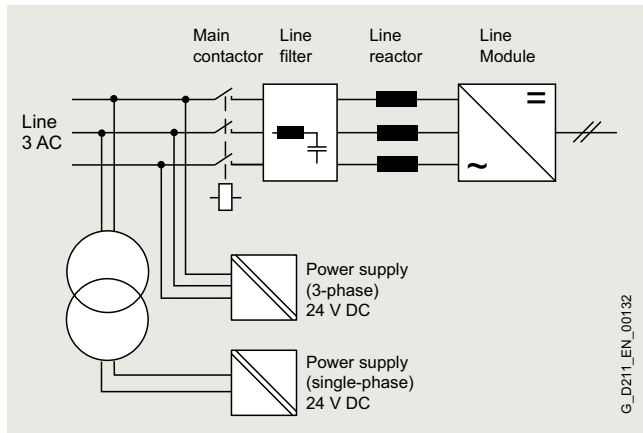 Main
contactor
Line
filter
Line
reactor
Line
Module
Line
3 AC
=
~
Power supply
(3-phase)
24 V DC
Power supply
(single-phase)
24 V DC
G_D211_EN_00132